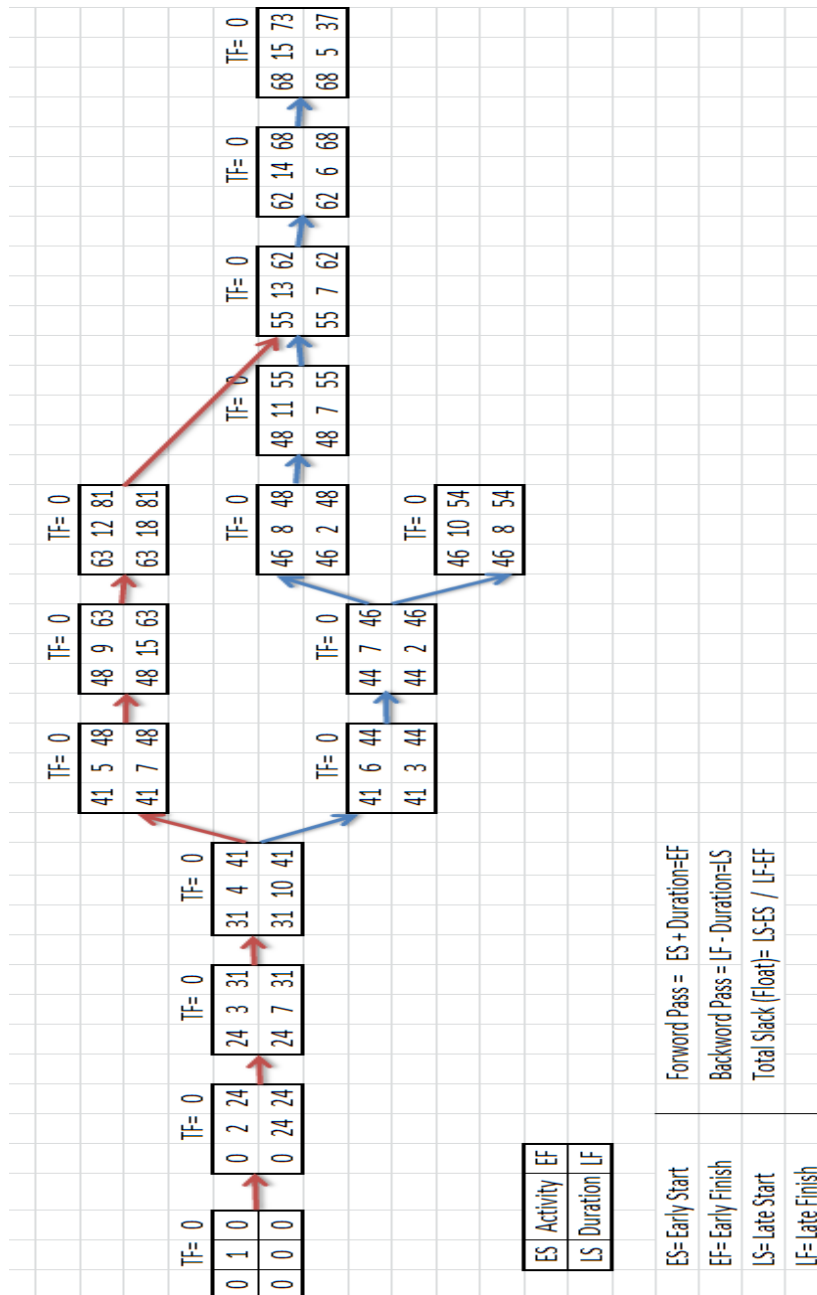 TF= 0
0 1 0
0 0 0
TF= 0
0 2 24
0 24 24
TF= 0
24 3 31
24 7 31
TF= 0
31 4 41
31 10 41
TF= 0
41 5 48
41 7 48
TF= 0
48 9 63
48 15 63
TF= 0
63 12 81
63 18 81
TF= 0
41 6 44
41 3 44
TF= 0
44 7 46
44 2 46
TF= 0
46 8 48
46 2 48
TF= 0
46 10 54
46 8 54
TF= 0
48 11 55
48 7 55
TF= 0
55 13 62
55 7 62
TF= 0
62 14 68
62 6 68
TF= 0
68 15 73
68 5 37
ES Activity EF
LS Duration LF
ES= Early Start
EF= Early Finish
LS= Late Start
LF= Late Finish
Forword Pass = ES + Duration=EF
Backword Pass = LF - Duration=LS
Total Slack (Float)= LS-ES / LF-EF